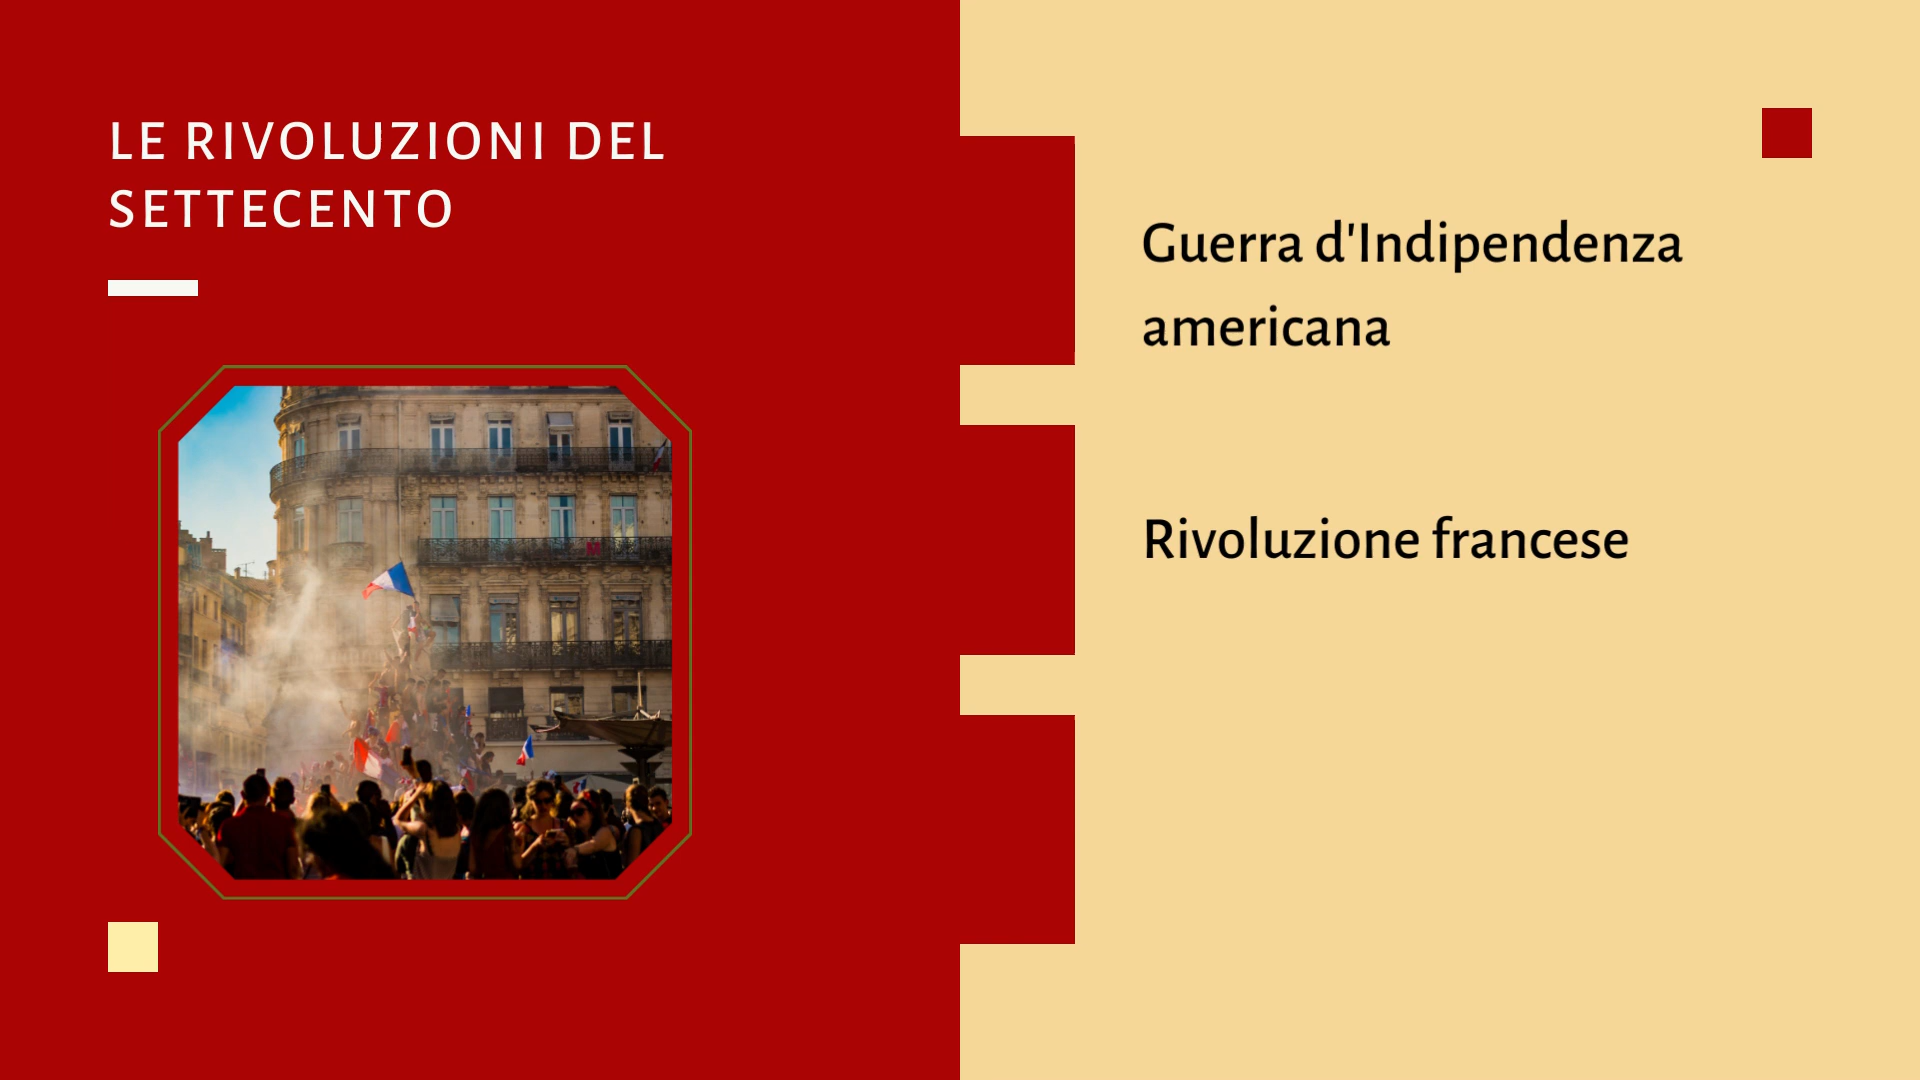 LE RIVOLUZIONI DEL
SETTECENTO
Guerra d'Indipendenza
americana
Rivoluzione francese